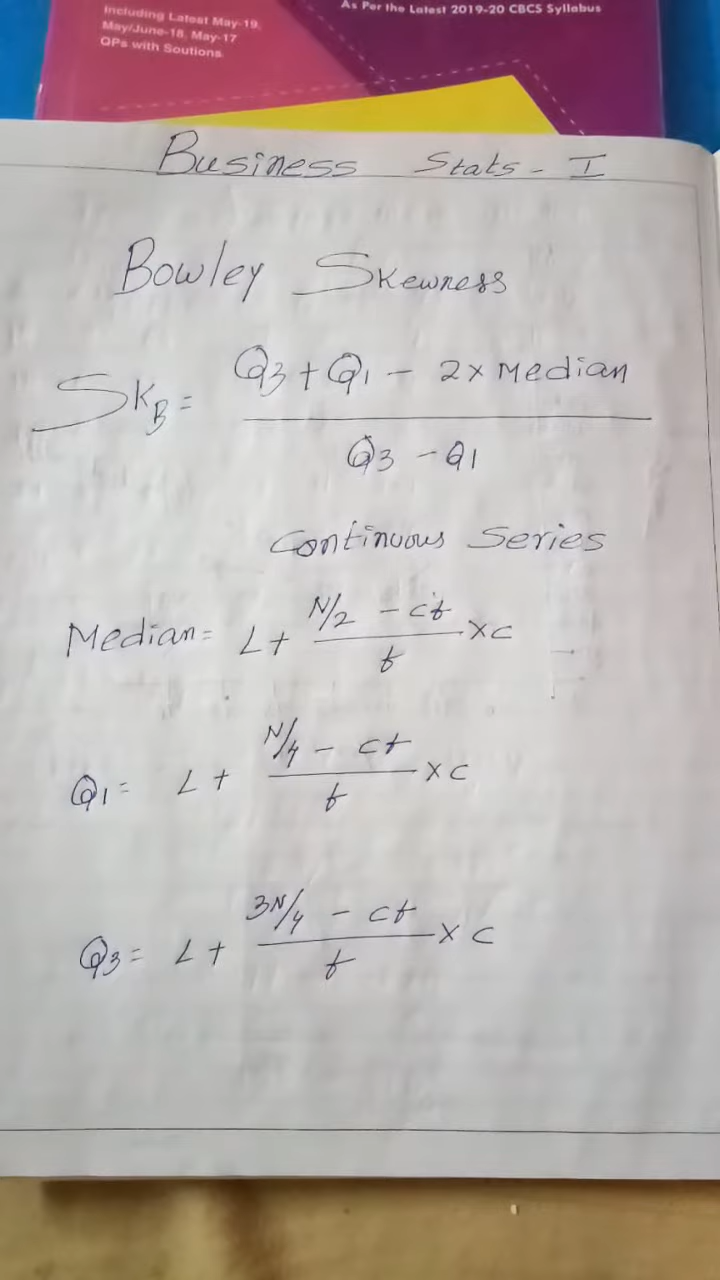 Including Latest May-19,
May/June-18, May-17
QPs with Soutions.
As Per the Latest 2019-20 CBCS Syllabus
Business Stats - I
Bowley Skewness
SKB = Q3 + Q1 - 2 x Median
Q3 - Q1
Continuous Series
Median = L + N/2 - cf x c
f
Q1 = L + N/4 - cf x c
f
Q3 = L + 3N/4 - cf x c
f